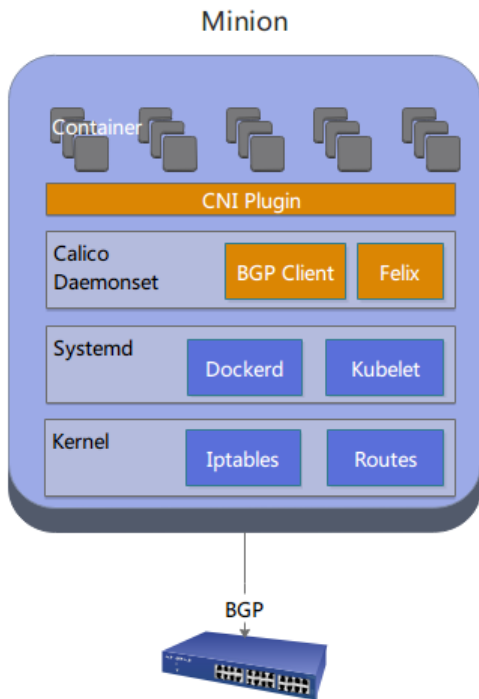 Minion
Container
CNI Plugin
Calico
Daemonset
BGP Client
Felix
Systemd
Dockerd
Kubelet
Kernel
Iptables
Routes
BGP